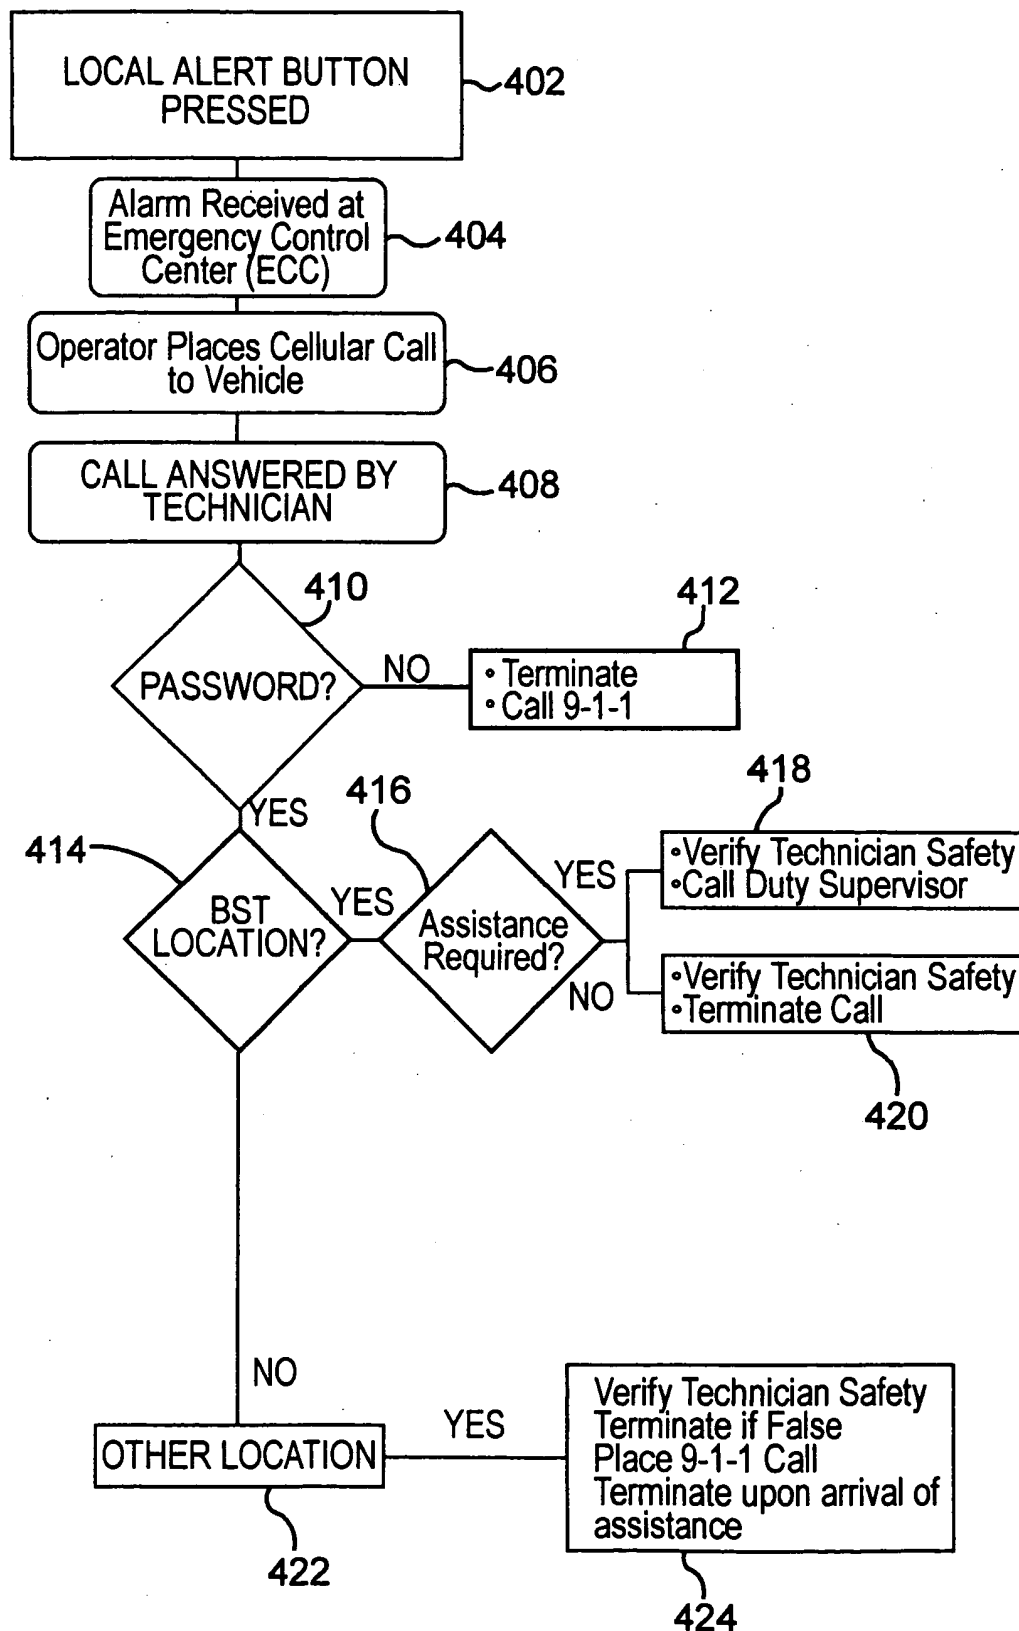 LOCAL ALERT BUTTON
PRESSED
402
Alarm Received at
Emergency Control
Center (ECC)
404
Operator Places Cellular Call
to Vehicle
406
CALL ANSWERED BY
TECHNICIAN
408
410
PASSWORD?
NO
412
• Terminate
• Call 9-1-1
YES
414
BST
LOCATION?
YES
416
Assistance
Required?
YES
418
•Verify Technician Safety
•Call Duty Supervisor
NO
•Verify Technician Safety
•Terminate Call
420
NO
OTHER LOCATION
422
YES
Verify Technician Safety
Terminate if False
Place 9-1-1 Call
Terminate upon arrival of
assistance
424